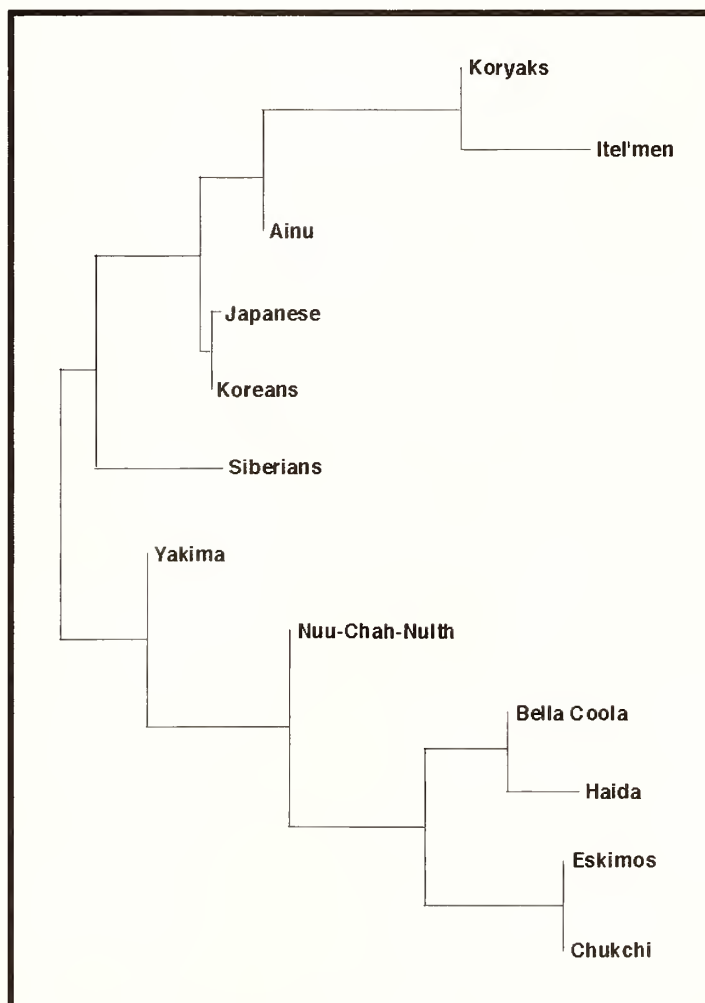 Koryaks
Itel'men
Ainu
Japanese
Koreans
Siberians
Yakima
Nuu-Chah-Nulth
Bella Coola
Haida
Eskimos
Chukchi